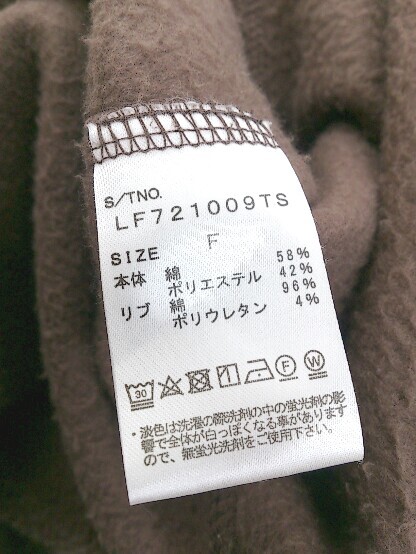 S/TNO.
LF721009TS
SIZE F
本体 綿 58%
ポリエステル 42%
リブ 綿 96%
ポリウレタン 4%
30 P W
・淡色は洗濯の際洗剤の中の蛍光剤の影
響で全体が白っぽくなる事があります
ので、無蛍光洗剤をご使用下さい。